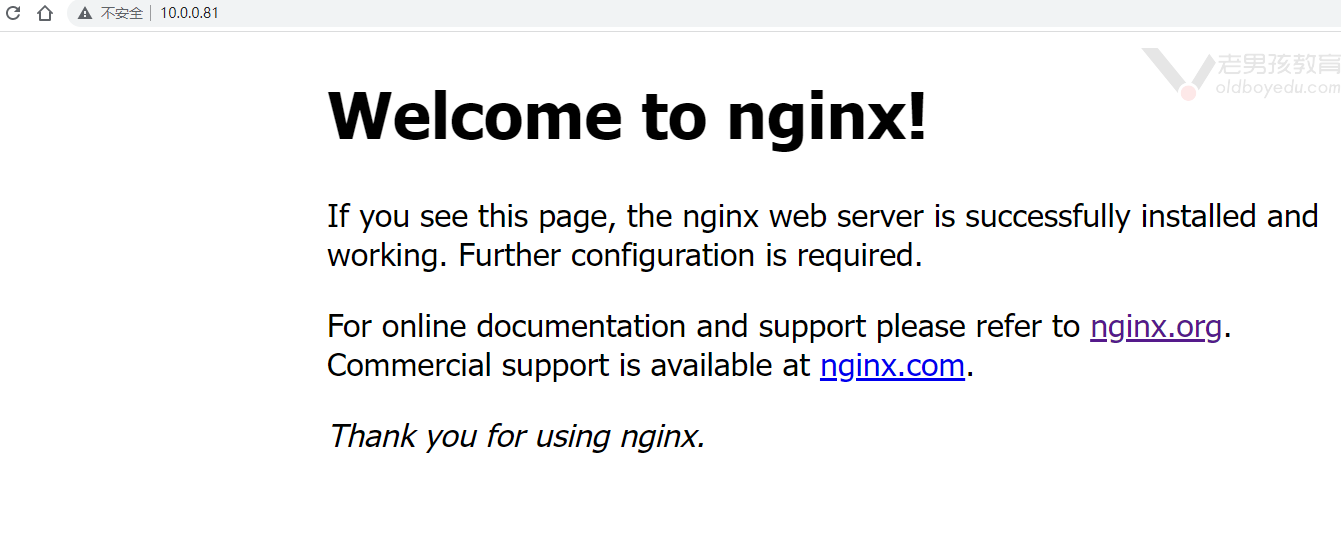 不安全 10.0.0.81
老男孩教育
oldboyedu.com
Welcome to nginx!
If you see this page, the nginx web server is successfully installed and
working. Further configuration is required.
For online documentation and support please refer to nginx.org.
Commercial support is available at nginx.com.
Thank you for using nginx.